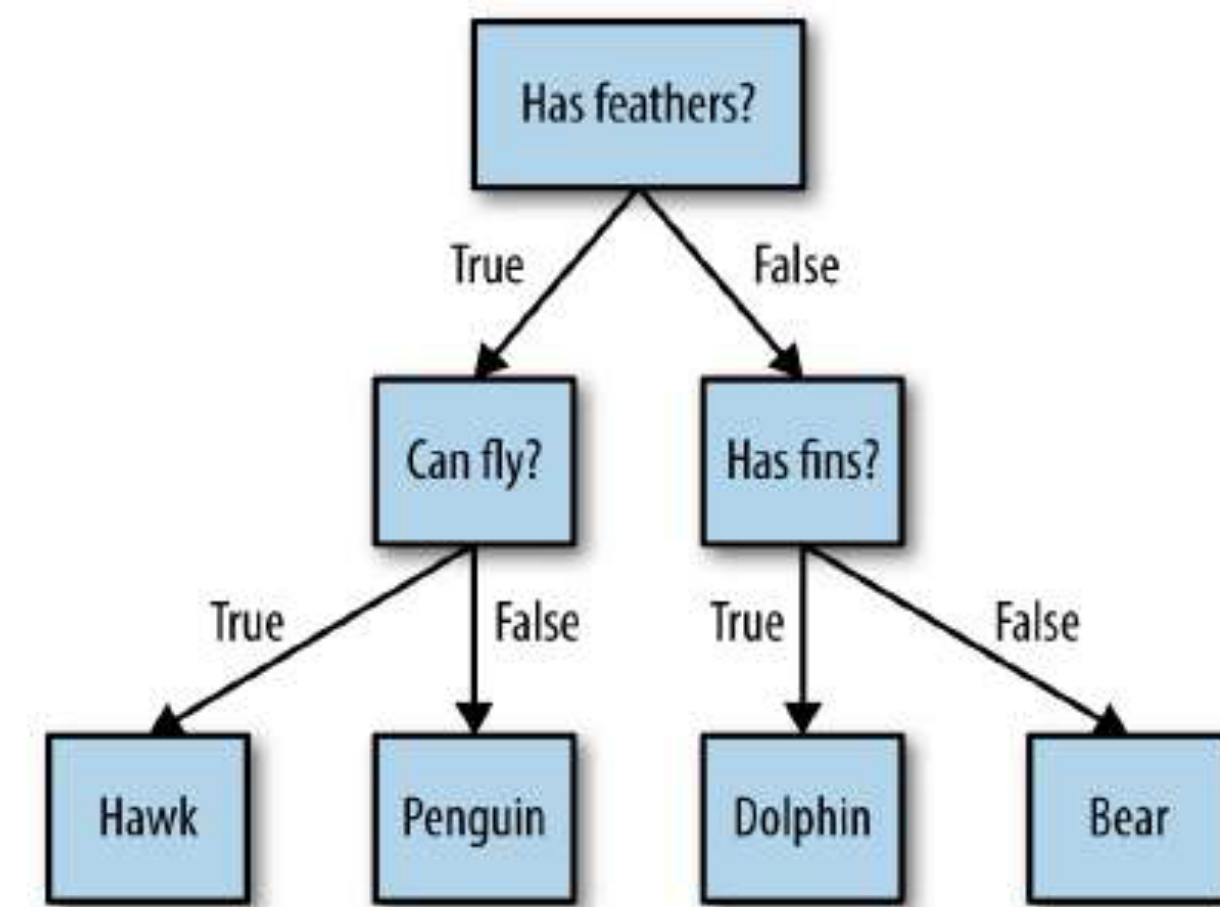 Has feathers?
True
False
Can fly?
Has fins?
True
False
True
False
Hawk
Penguin
Dolphin
Bear